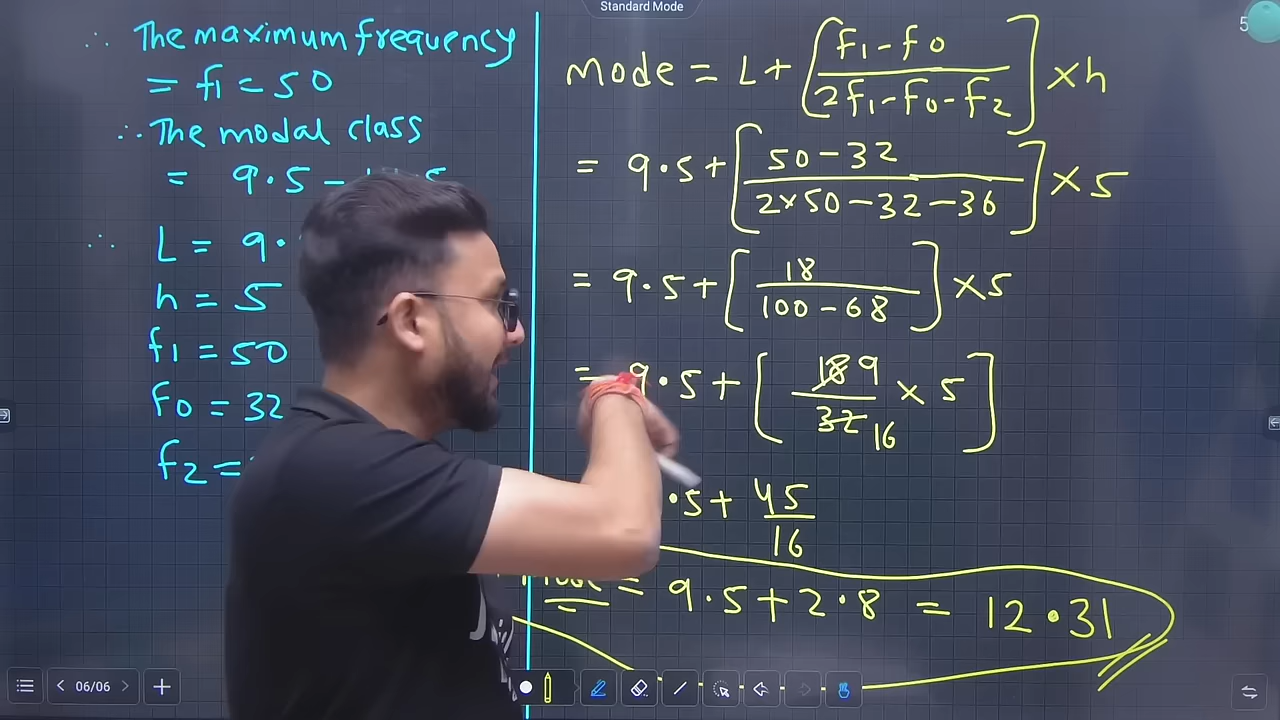 Standard Mode
5
∴ The maximum frequency
= f1 = 50
∴ The modal class
= 9.5 –
∴ L = 9.
h = 5
f1 = 50
f0 = 32
f2 =
mode = L + [(f1 - f0) / (2f1 - f0 - f2)] × h
= 9.5 + [(50 - 32) / (2×50 - 32 - 36)] × 5
= 9.5 + [18 / (100 - 68)] × 5
= 9.5 + [18 9 / 32 16 × 5]
.5 + 45/16
= 9.5 + 2.8 = 12.31
06/06